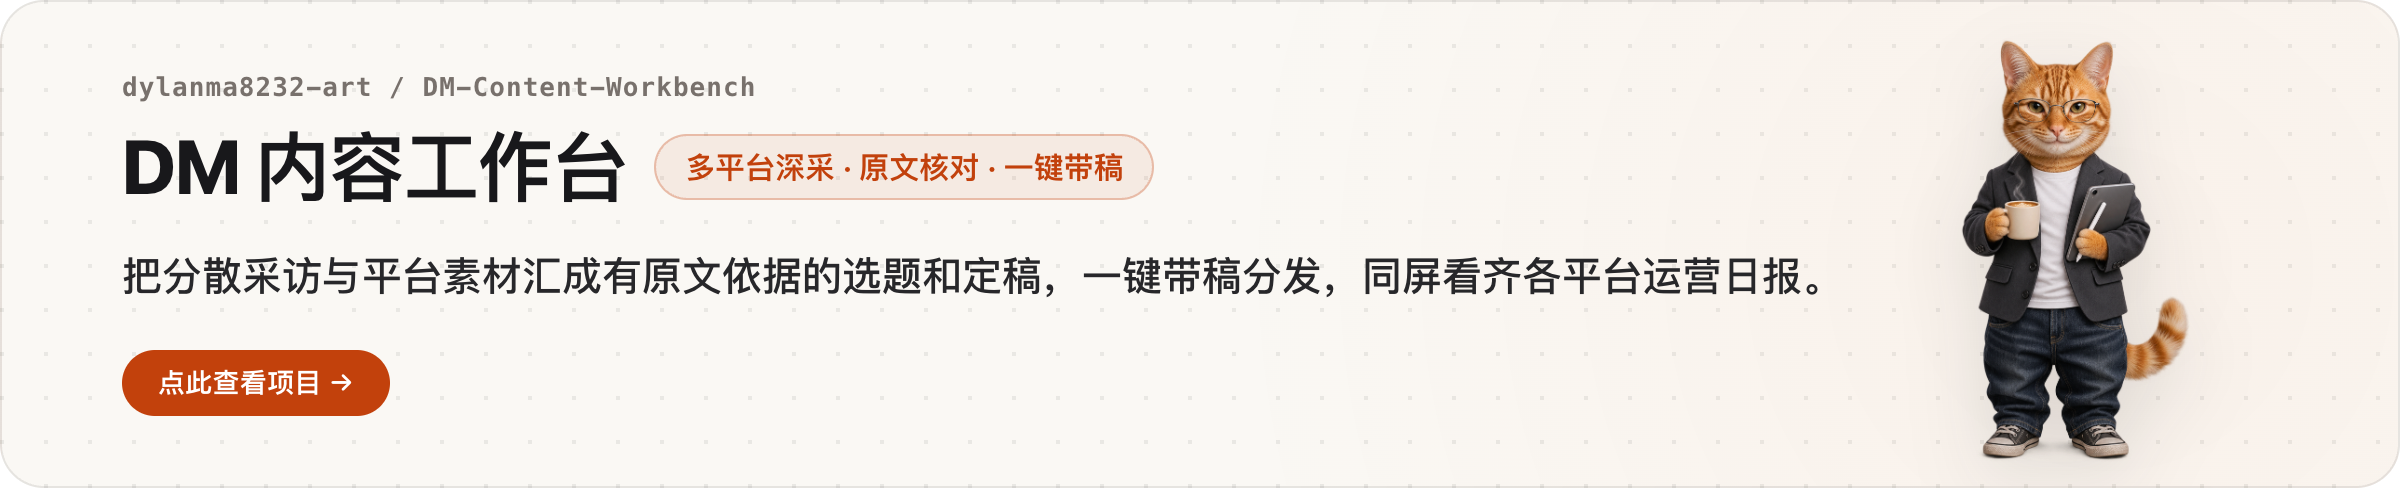 dylanma8232-art / DM-Content-Workbench
DM 内容工作台
多平台深采 · 原文核对 · 一键带稿
把分散采访与平台素材汇成有原文依据的选题和定稿，一键带稿分发，同屏看齐各平台运营日报。
点此查看项目 →